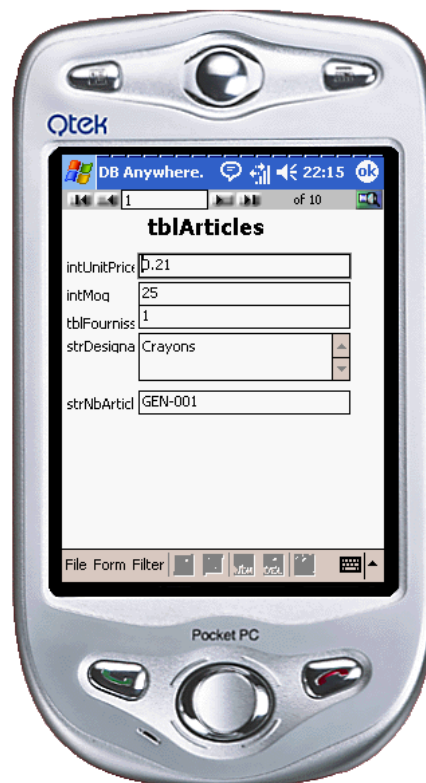 Qtek
DB Anywhere. 22:15 ok
1 of 10
tblArticles
intUnitPrice 0.21
intMoq 25
tblFourniss 1
strDesigna Crayons
strNbArticl GEN-001
File Form Filter
Pocket PC